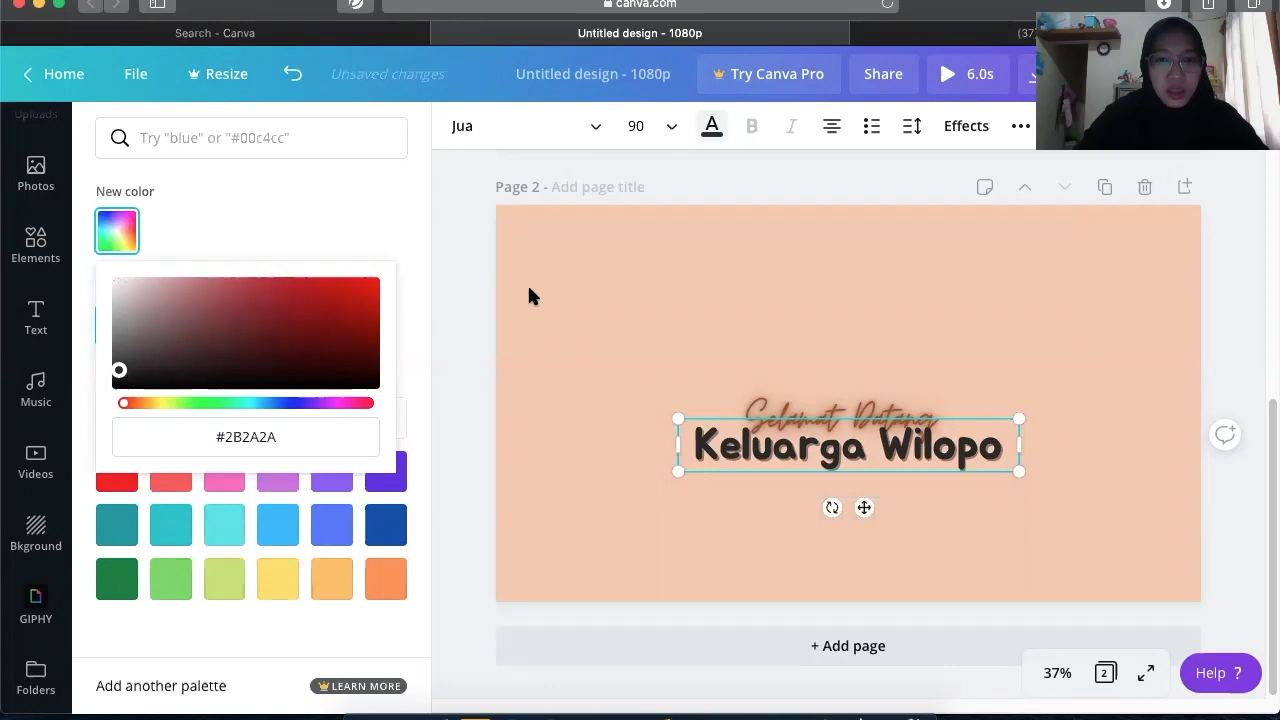 canva.com
Search - Canva
Untitled design - 1080p
Home
File
Resize
Unsaved changes
Untitled design - 1080p
Try Canva Pro
Share
6.0s
Uploads
Photos
Elements
Text
Music
Videos
Bkground
GIPHY
Folders
Try "blue" or "#00c4cc"
New color
#2B2A2A
Add another palette
LEARN MORE
Jua
90
A
B
I
Effects
Page 2 - Add page title
Selamat Datang
Keluarga Wilopo
+ Add page
37%
2
Help ?